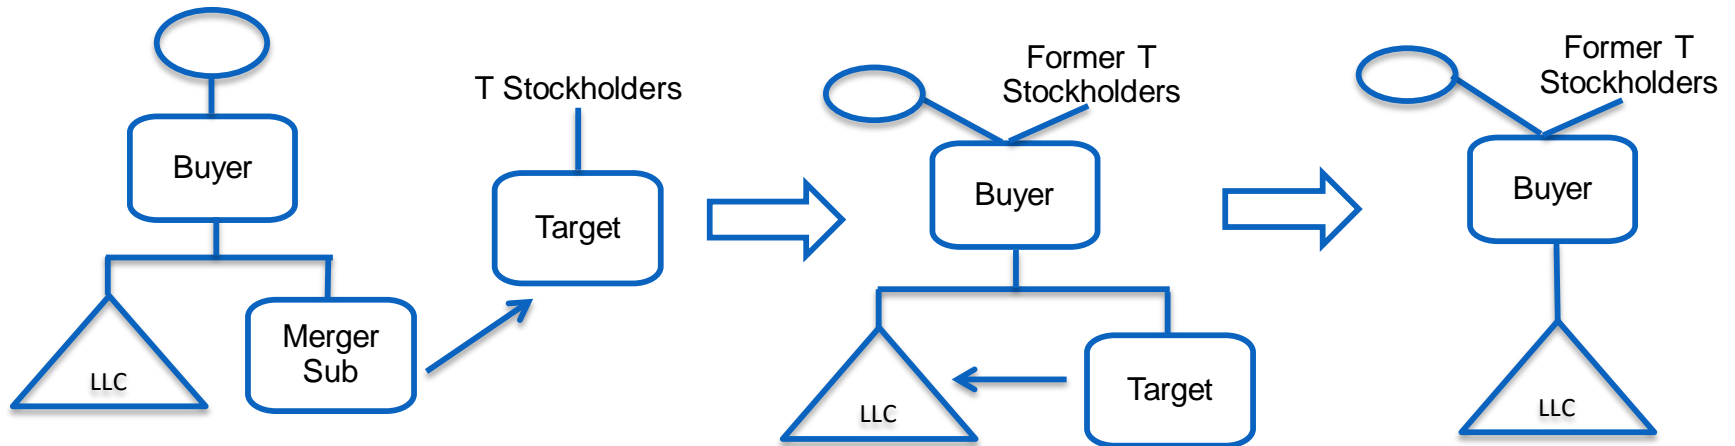 Buyer
LLC
Merger
Sub
T Stockholders
Target
Former T
Stockholders
Buyer
LLC
Target
Former T
Stockholders
Buyer
LLC